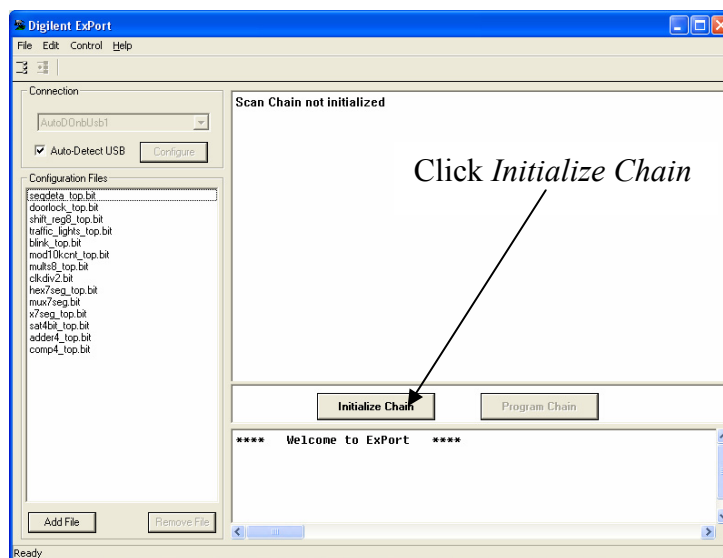 Digilent ExPort
File Edit Control Help
Connection
AutoDOnbUsb1
Auto-Detect USB
Configure
Configuration Files
seqdeta_top.bit
doorlock_top.bit
shift_reg8_top.bit
traffic_lights_top.bit
blink_top.bit
mod10kcnt_top.bit
mults8_top.bit
clkdiv2.bit
hex7seg_top.bit
mux7seg.bit
x7seg_top.bit
sat4bit_top.bit
adder4_top.bit
comp4_top.bit
Add File
Remove File
Scan Chain not initialized
Click Initialize Chain
Initialize Chain
Program Chain
**** Welcome to ExPort ****
Ready